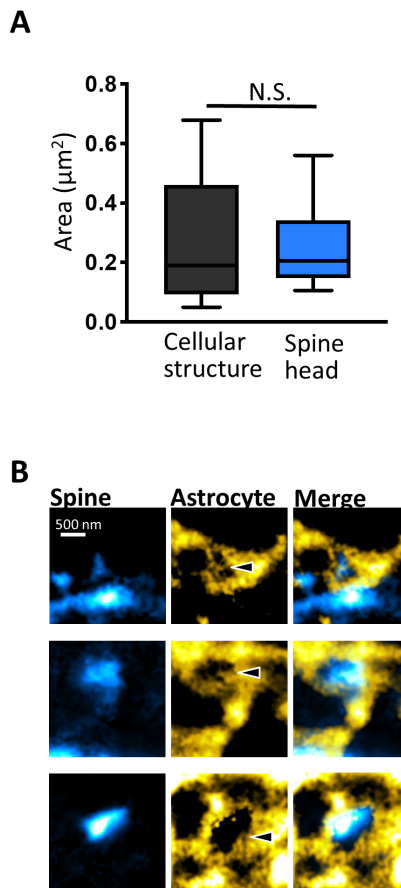 A
N.S.
Area (μm²)
0.8
0.6
0.4
0.2
0.0
Cellular
structure
Spine
head
B
Spine Astrocyte Merge
500 nm